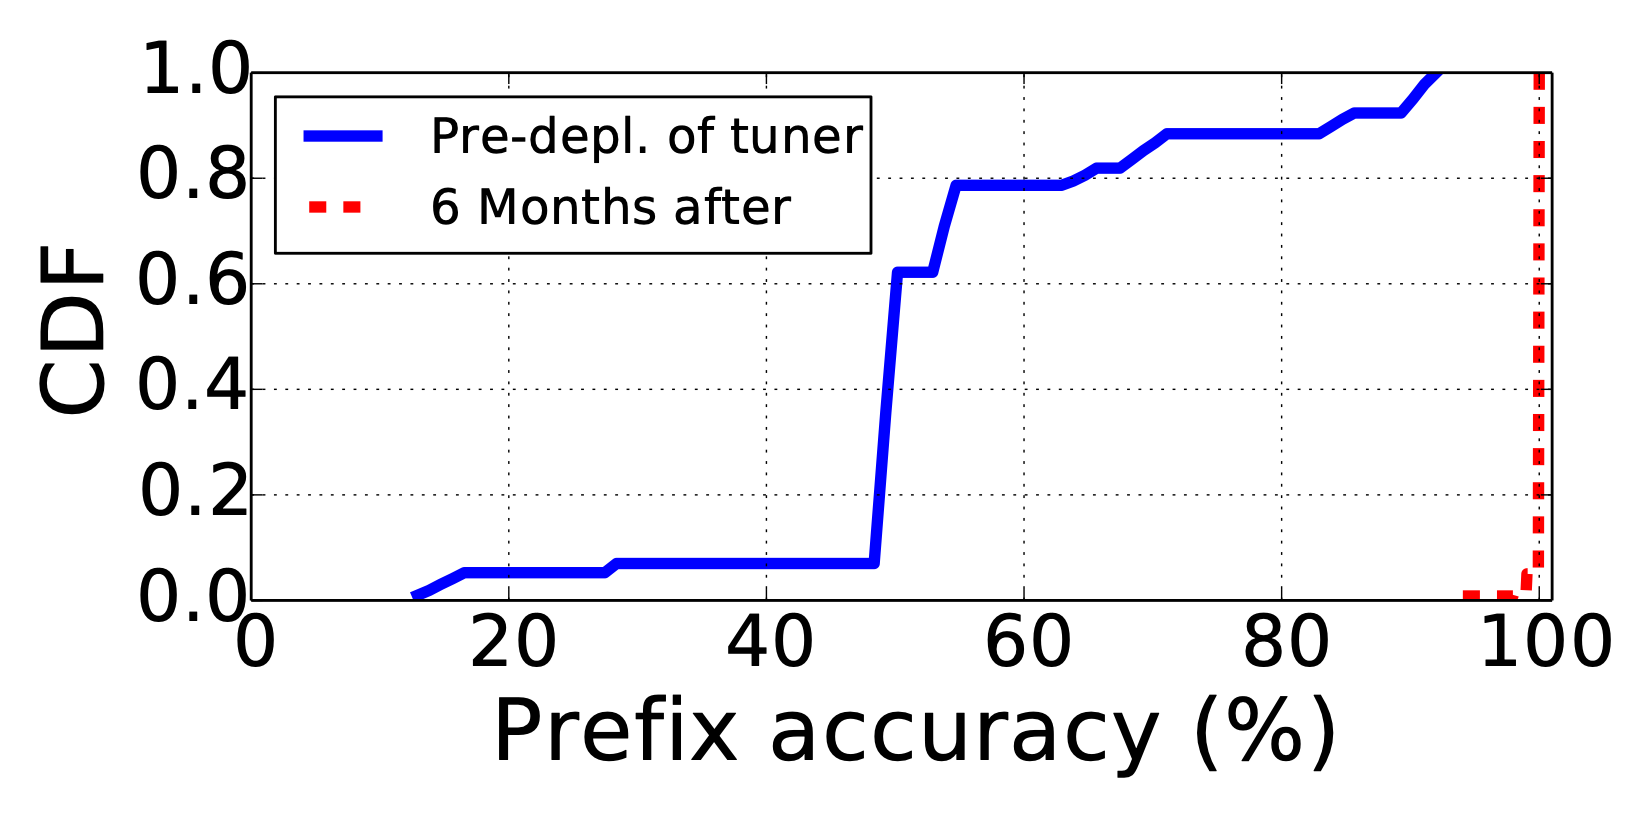 1.0
0.8
0.6
0.4
0.2
0.0
CDF
Pre-depl. of tuner
6 Months after
0 20 40 60 80 100
Prefix accuracy (%)